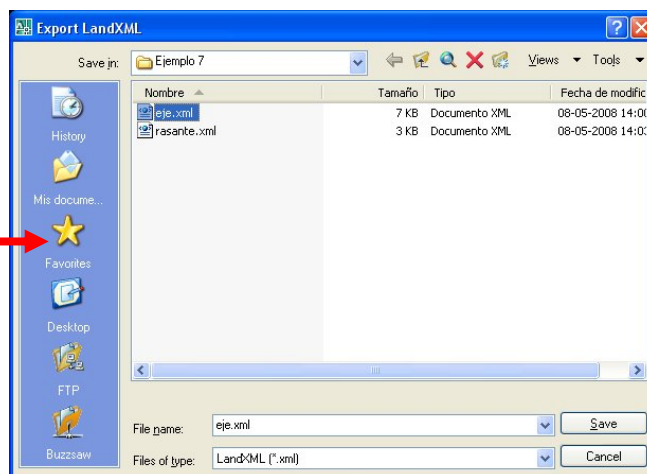 Export LandXML
Save in:
Ejemplo 7
Views
Tools
Nombre Tamaño Tipo Fecha de modific
eje.xml 7 KB Documento XML 08-05-2008 14:00
rasante.xml 3 KB Documento XML 08-05-2008 14:03
History
Mis docume...
Favorites
Desktop
FTP
Buzzsaw
File name: eje.xml Save
Files of type: LandXML (*.xml) Cancel